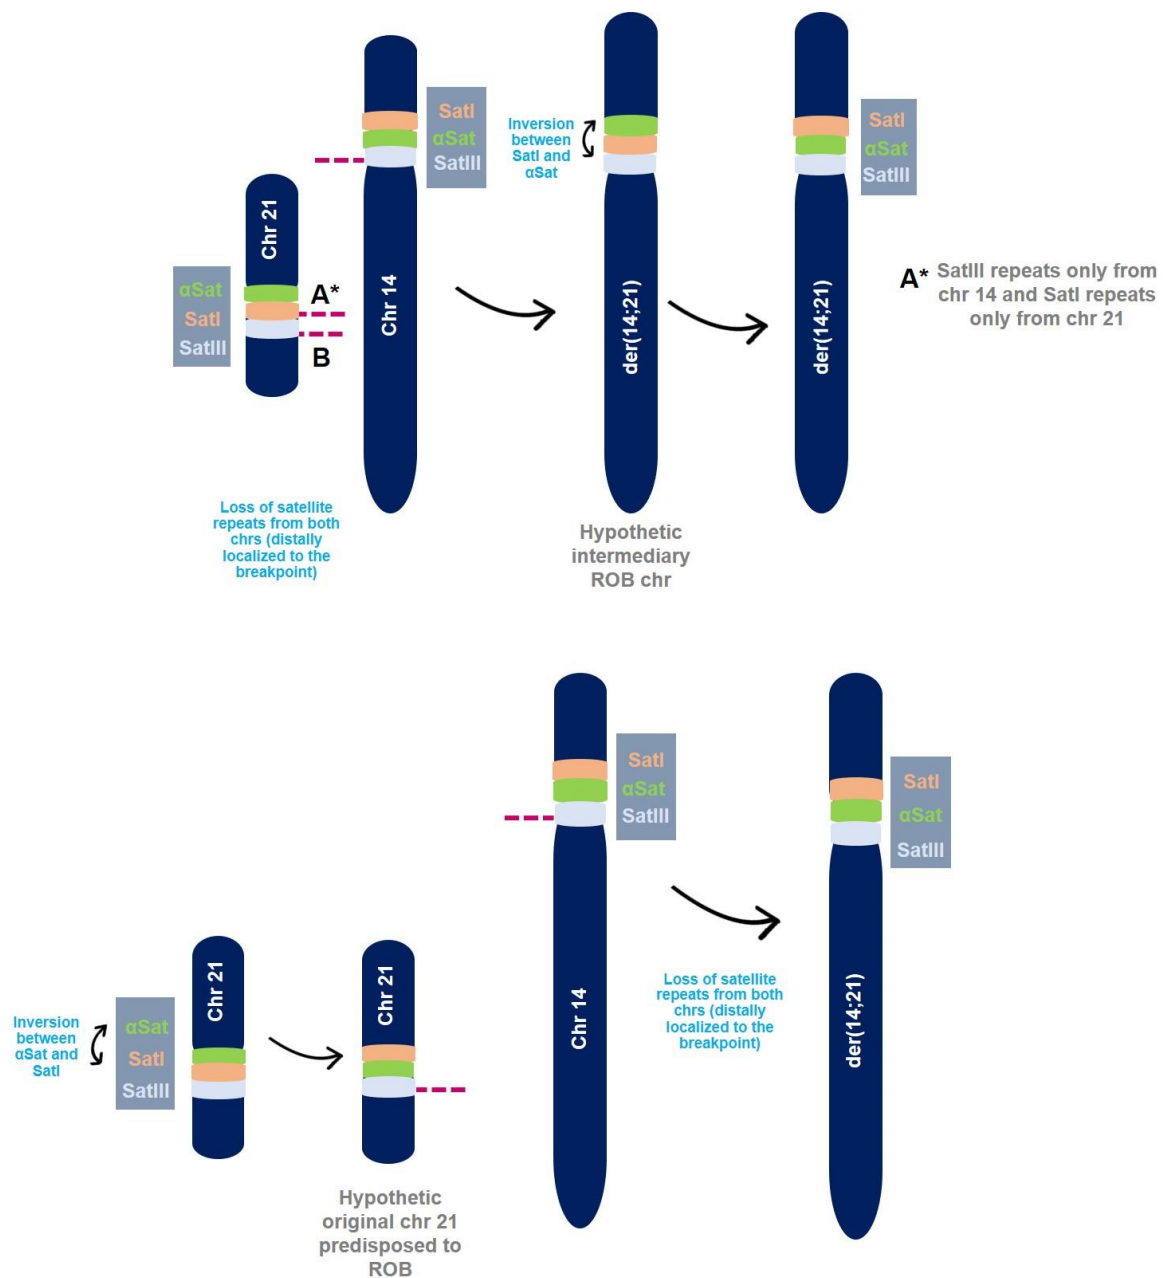 SatI
αSat
SatIII
Inversion
between
SatI and
αSat
SatI
αSat
SatIII
Chr 21
Chr 14
der(14;21)
der(14;21)
αSat
SatI
SatIII
A*
B
A* SatIII repeats only from
chr 14 and SatI repeats
only from chr 21
Loss of satellite
repeats from both
chrs (distally
localized to the
breakpoint)
Hypothetic
intermediary
ROB chr
SatI
αSat
SatIII
SatI
αSat
SatIII
Chr 21
Chr 21
Chr 14
der(14;21)
Inversion
between
αSat and
SatI
αSat
SatI
SatIII
Loss of satellite
repeats from both
chrs (distally
localized to the
breakpoint)
Hypothetic
original chr 21
predisposed to
ROB